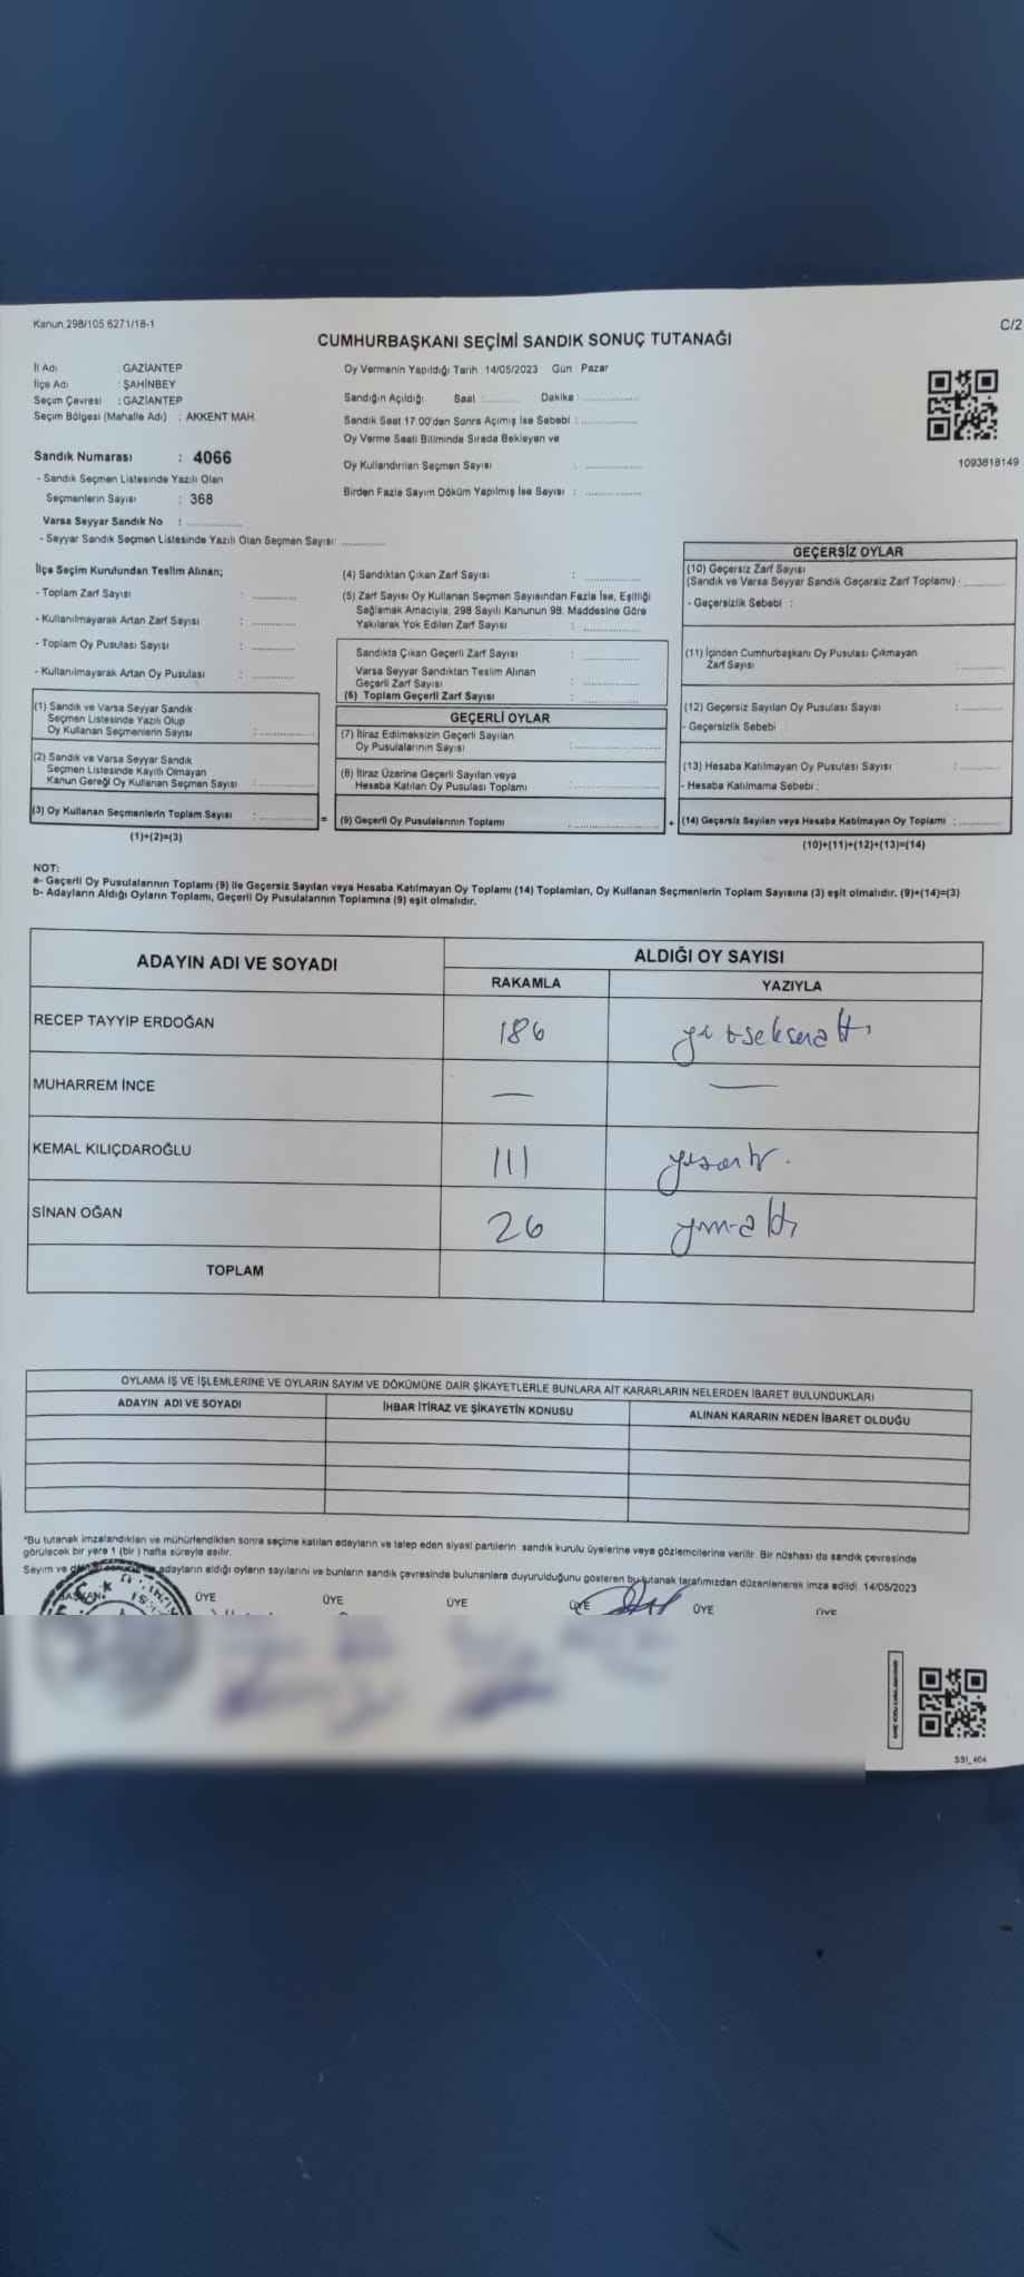 Kanun:298/105 6271/18-1
C/2
CUMHURBAŞKANI SEÇİMİ SANDIK SONUÇ TUTANAĞI
İl Adı : GAZİANTEP
İlçe Adı : ŞAHİNBEY
Seçim Çevresi : GAZİANTEP
Seçim Bölgesi (Mahalle Adı) : AKKENT MAH.
Oy Vermenin Yapıldığı Tarih 14/05/2023 Gün Pazar
Sandığın Açıldığı Saat : Dakika :
Sandık Saat 17:00'den Sonra Açılmış İse Sebebi :
Oy Verme Saati Bitiminde Sırada Bekleyen ve
Oy Kullandırılan Seçmen Sayısı :
Birden Fazla Sayım Döküm Yapılmış İse Sayısı :
1093818149
Sandık Numarası : 4066
- Sandık Seçmen Listesinde Yazılı Olan
Seçmenlerin Sayısı : 368
Varsa Seyyar Sandık No :
- Seyyar Sandık Seçmen Listesinde Yazılı Olan Seçmen Sayısı:
İlçe Seçim Kurulundan Teslim Alınan;
- Toplam Zarf Sayısı :
- Kullanılmayarak Artan Zarf Sayısı :
- Toplam Oy Pusulası Sayısı :
- Kullanılmayarak Artan Oy Pusulası :
(1) Sandık ve Varsa Seyyar Sandık
Seçmen Listesinde Yazılı Olup
Oy Kullanan Seçmenlerin Sayısı :
(2) Sandık ve Varsa Seyyar Sandık
Seçmen Listesinde Kayıtlı Olmayan
Kanun Gereği Oy Kullanan Seçmen Sayısı :
(3) Oy Kullanan Seçmenlerin Toplam Sayısı :
(1)+(2)=(3)
(4) Sandıktan Çıkan Zarf Sayısı :
(5) Zarf Sayısı Oy Kullanan Seçmen Sayısından Fazla İse, Eşitliği
Sağlamak Amacıyla, 298 Sayılı Kanunun 98. Maddesine Göre
Yakılarak Yok Edilen Zarf Sayısı :
Sandıkta Çıkan Geçerli Zarf Sayısı :
Varsa Seyyar Sandıktan Teslim Alınan
Geçerli Zarf Sayısı :
(6) Toplam Geçerli Zarf Sayısı :
GEÇERLİ OYLAR
(7) İtiraz Edilmeksizin Geçerli Sayılan
Oy Pusulalarının Sayısı :
(8) İtiraz Üzerine Geçerli Sayılan veya
Hesaba Katılan Oy Pusulası Toplamı :
= (9) Geçerli Oy Pusulalarının Toplamı :
GEÇERSİZ OYLAR
(10) Geçersiz Zarf Sayısı
(Sandık ve Varsa Seyyar Sandık Geçersiz Zarf Toplamı) :
- Geçersizlik Sebebi :
(11) İçinden Cumhurbaşkanı Oy Pusulası Çıkmayan
Zarf Sayısı :
(12) Geçersiz Sayılan Oy Pusulası Sayısı :
- Geçersizlik Sebebi
(13) Hesaba Katılmayan Oy Pusulası Sayısı :
- Hesaba Katılmama Sebebi :
+ (14) Geçersiz Sayılan veya Hesaba Katılmayan Oy Toplamı :
(10)+(11)+(12)+(13)=(14)
NOT:
a- Geçerli Oy Pusulalarının Toplamı (9) ile Geçersiz Sayılan veya Hesaba Katılmayan Oy Toplamı (14) Toplamları, Oy Kullanan Seçmenlerin Toplam Sayısına (3) eşit olmalıdır. (9)+(14)=(3)
b- Adayların Aldığı Oyların Toplamı, Geçerli Oy Pusulalarının Toplamına (9) eşit olmalıdır.
ADAYIN ADI VE SOYADI
ALDIĞI OY SAYISI
RAKAMLA YAZIYLA
RECEP TAYYİP ERDOĞAN 186 yüzseksenaltı
MUHARREM İNCE — —
KEMAL KILIÇDAROĞLU 111
SİNAN OĞAN 26
TOPLAM
OYLAMA İŞ VE İŞLEMLERİNE VE OYLARIN SAYIM VE DÖKÜMÜNE DAİR ŞİKAYETLERLE BUNLARA AİT KARARLARIN NELERDEN İBARET BULUNDUKLARI
ADAYIN ADI VE SOYADI İHBAR İTİRAZ VE ŞİKAYETİN KONUSU ALINAN KARARIN NEDEN İBARET OLDUĞU
*Bu tutanak imzalandıktan ve mühürlendikten sonra seçime katılan adayların ve talep eden siyasi partilerin sandık kurulu üyelerine veya gözlemcilerine verilir. Bir nüshası da sandık çevresinde
görülecek bir yere 1 (bir) hafta süreyle asılır.
Sayım ve adayların aldığı oyların sayılarını ve bunların sandık çevresinde bulunanlara duyurulduğunu gösteren bu tutanak tarafımızdan düzenlenerek imza edildi. 14/05/2023
BAŞKAN ÜYE ÜYE ÜYE ÜYE ÜYE ÜYE
SSI_404